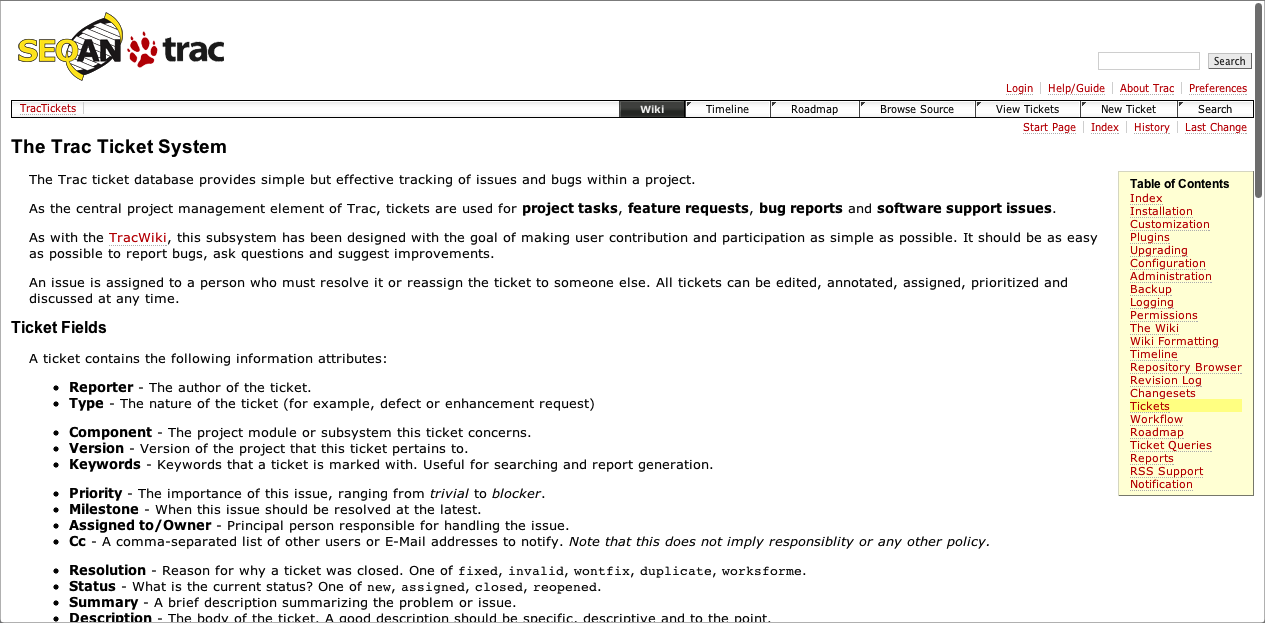 SEQAN trac
Search
Login Help/Guide About Trac Preferences
TracTickets Wiki Timeline Roadmap Browse Source View Tickets New Ticket Search
Start Page Index History Last Change
The Trac Ticket System
The Trac ticket database provides simple but effective tracking of issues and bugs within a project.
As the central project management element of Trac, tickets are used for project tasks, feature requests, bug reports and software support issues.
As with the TracWiki, this subsystem has been designed with the goal of making user contribution and participation as simple as possible. It should be as easy
as possible to report bugs, ask questions and suggest improvements.
An issue is assigned to a person who must resolve it or reassign the ticket to someone else. All tickets can be edited, annotated, assigned, prioritized and
discussed at any time.
Ticket Fields
A ticket contains the following information attributes:
• Reporter - The author of the ticket.
• Type - The nature of the ticket (for example, defect or enhancement request)
• Component - The project module or subsystem this ticket concerns.
• Version - Version of the project that this ticket pertains to.
• Keywords - Keywords that a ticket is marked with. Useful for searching and report generation.
• Priority - The importance of this issue, ranging from trivial to blocker.
• Milestone - When this issue should be resolved at the latest.
• Assigned to/Owner - Principal person responsible for handling the issue.
• Cc - A comma-separated list of other users or E-Mail addresses to notify. Note that this does not imply responsiblity or any other policy.
• Resolution - Reason for why a ticket was closed. One of fixed, invalid, wontfix, duplicate, worksforme.
• Status - What is the current status? One of new, assigned, closed, reopened.
• Summary - A brief description summarizing the problem or issue.
• Description - The body of the ticket. A good description should be specific, descriptive and to the point.
Table of Contents
Index
Installation
Customization
Plugins
Upgrading
Configuration
Administration
Backup
Logging
Permissions
The Wiki
Wiki Formatting
Timeline
Repository Browser
Revision Log
Changesets
Tickets
Workflow
Roadmap
Ticket Queries
Reports
RSS Support
Notification